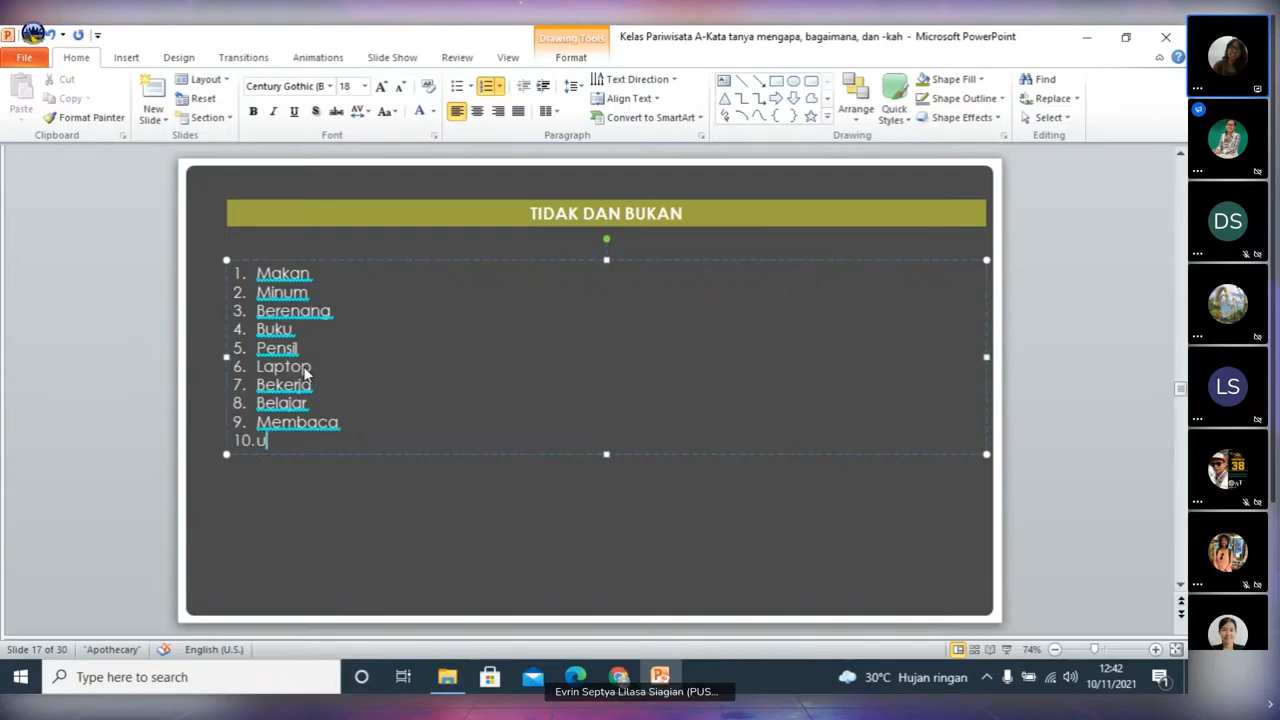 Drawing Tools
Kelas Pariwisata A-Kata tanya mengapa, bagaimana, dan -kah - Microsoft PowerPoint
File Home Insert Design Transitions Animations Slide Show Review View Format
Paste
Cut
Copy
Format Painter
Clipboard
New Slide
Layout
Reset
Section
Slides
Century Gothic (B 18
Font
Text Direction
Align Text
Convert to SmartArt
Paragraph
Arrange
Quick Styles
Shape Fill
Shape Outline
Shape Effects
Drawing
Find
Replace
Select
Editing
TIDAK DAN BUKAN
1. Makan
2. Minum
3. Berenang
4. Buku
5. Pensil
6. Laptop
7. Bekerja
8. Belajar
9. Membaca
10. u
DS
LS
38
Slide 17 of 30 "Apothecary" English (U.S.) 74%
Type here to search
30°C Hujan ringan
12:42
10/11/2021
Evrin Septya Lilasa Siagian (PUS...